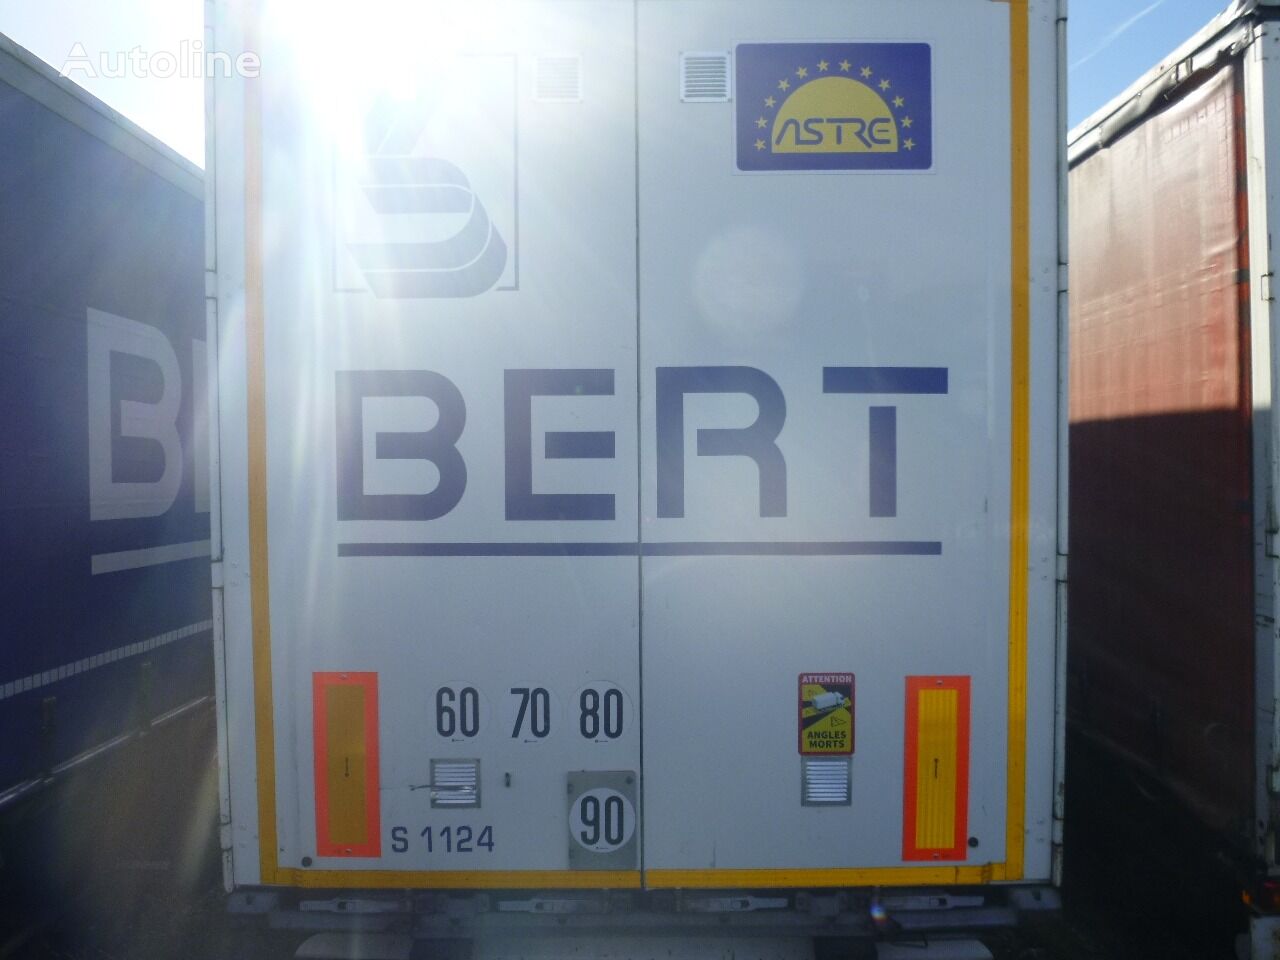 Autoline
ASTRE
B
BERT
ATTENTION
ANGLES
MORTS
60 70 80
90
S 1124